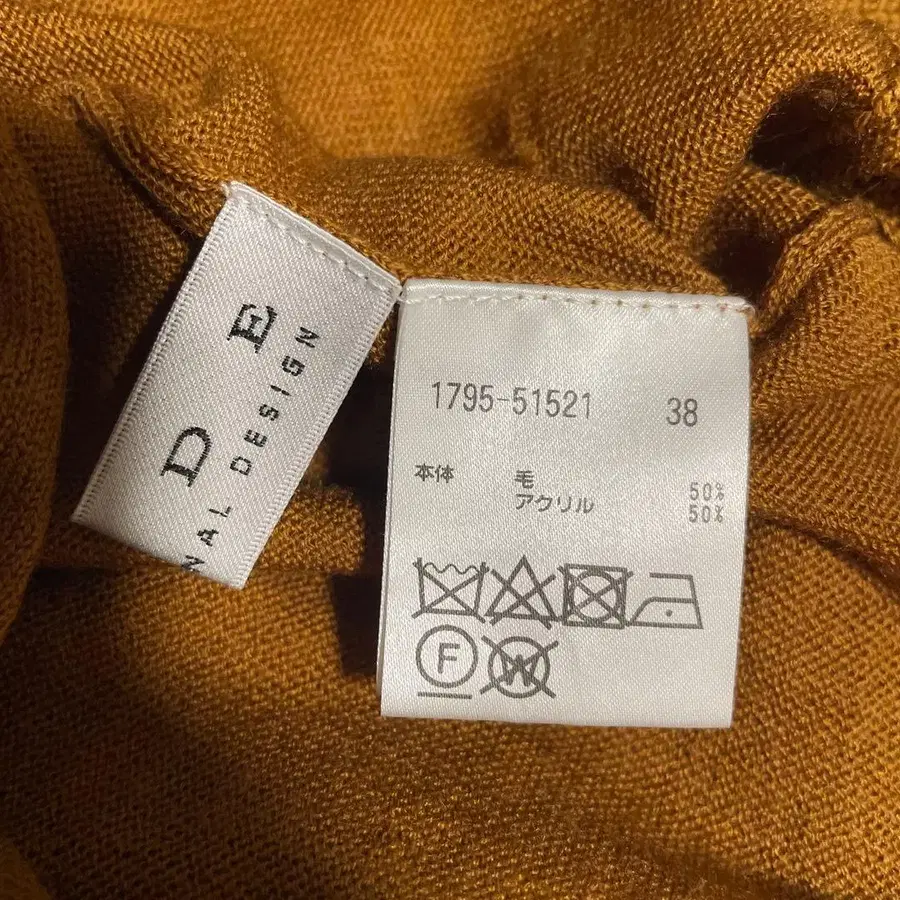 D E
NAL DESIGN
1795-51521 38
本体 毛 50%
アクリル 50%
F W